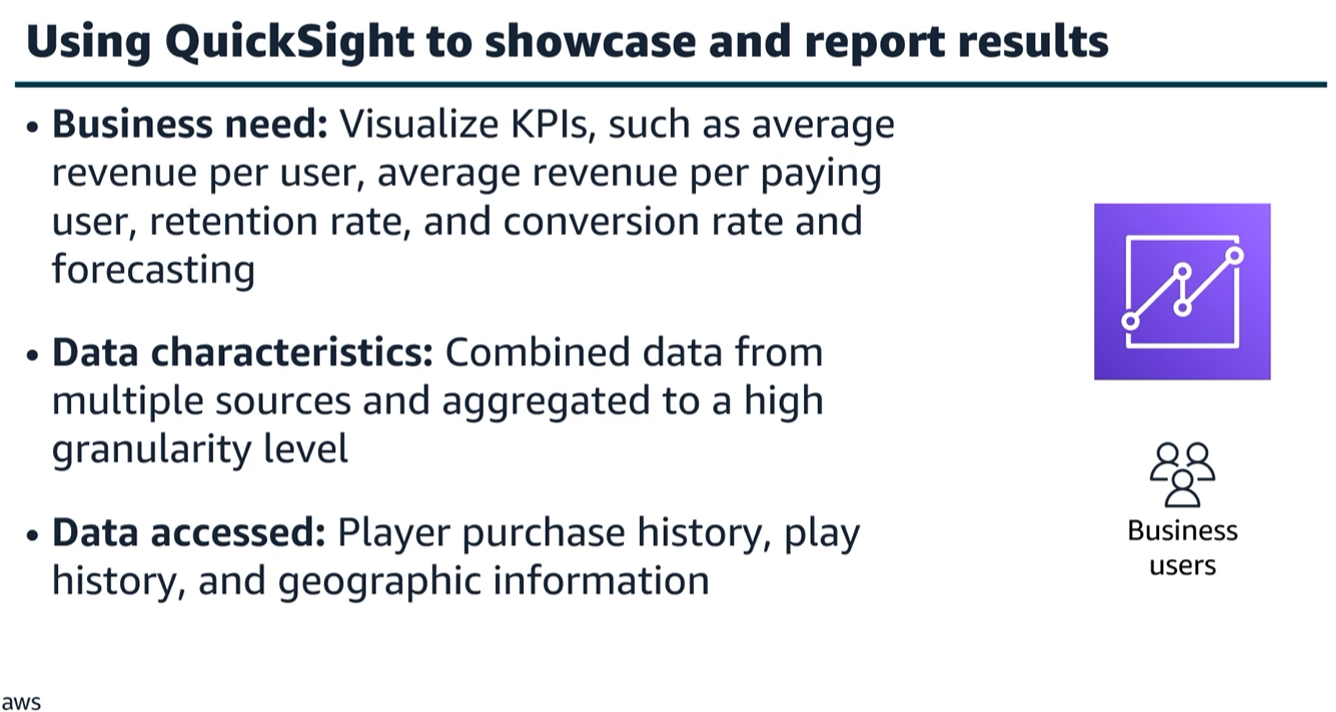 Using QuickSight to showcase and report results
• Business need: Visualize KPIs, such as average
revenue per user, average revenue per paying
user, retention rate, and conversion rate and
forecasting
• Data characteristics: Combined data from
multiple sources and aggregated to a high
granularity level
• Data accessed: Player purchase history, play
history, and geographic information
Business
users
aws